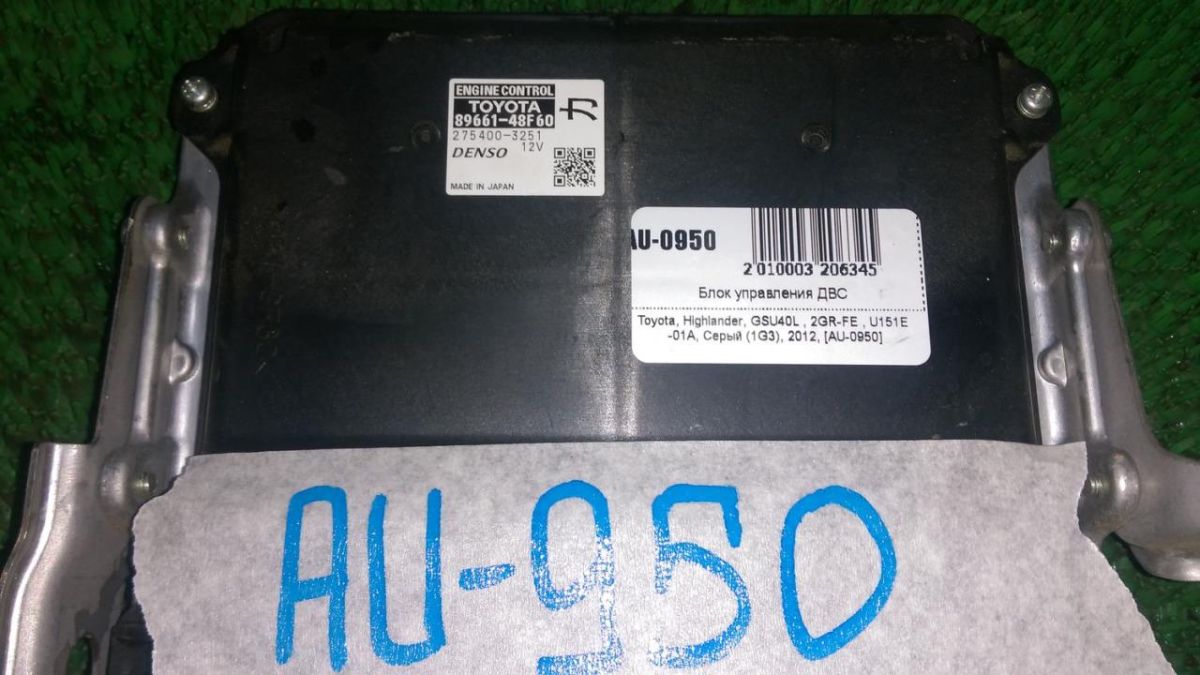 ENGINE CONTROL
TOYOTA
89661-48F60
R
275400-3251
12V
DENSO
MADE IN JAPAN
AU-0950
2 010003 206345
Блок управления ДВС
Toyota, Highlander, GSU40L , 2GR-FE , U151E
-01A, Серый (1G3), 2012, [AU-0950]
AU-950